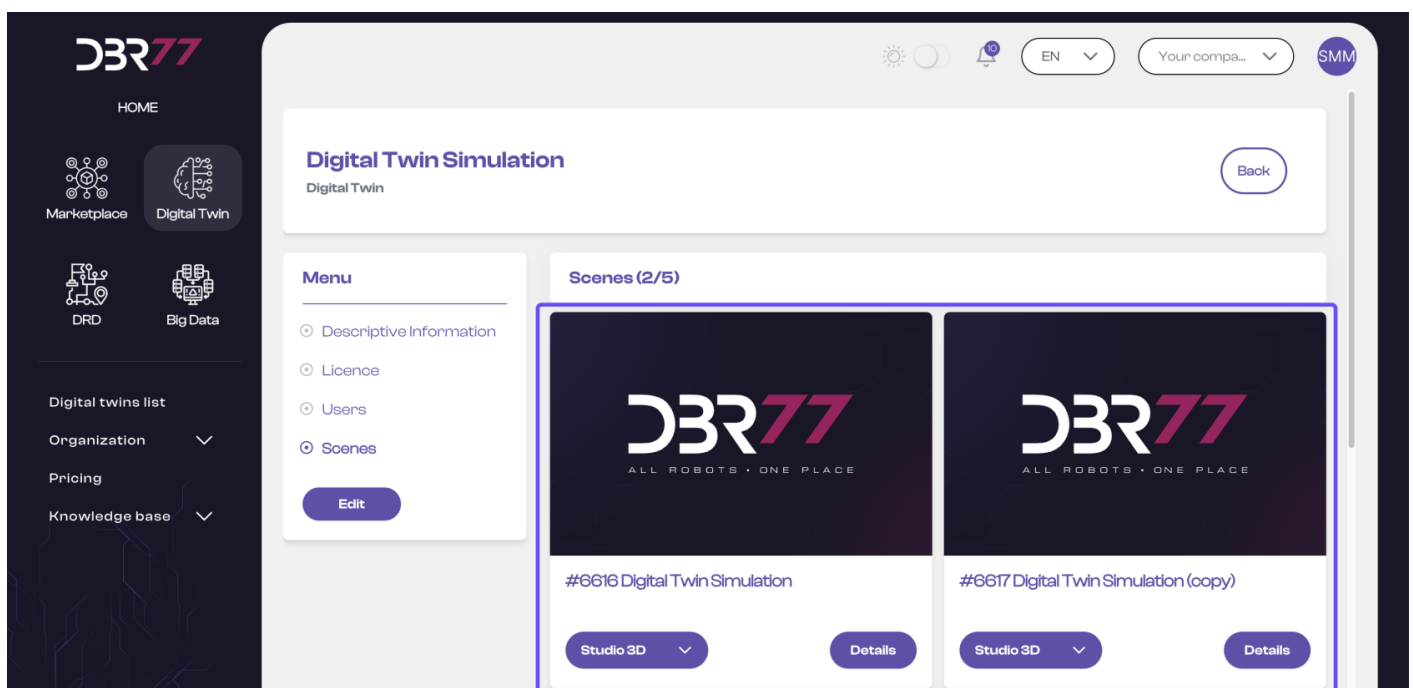 DBR77
HOME
Marketplace
Digital Twin
DRD
Big Data
Digital twins list
Organization
Pricing
Knowledge base
10
EN
Your compa...
SMM
Digital Twin Simulation
Digital Twin
Back
Menu
Descriptive Information
Licence
Users
Scenes
Edit
Scenes (2/5)
DBR77
ALL ROBOTS • ONE PLACE
#6616 Digital Twin Simulation
Studio 3D
Details
DBR77
ALL ROBOTS • ONE PLACE
#6617 Digital Twin Simulation (copy)
Studio 3D
Details